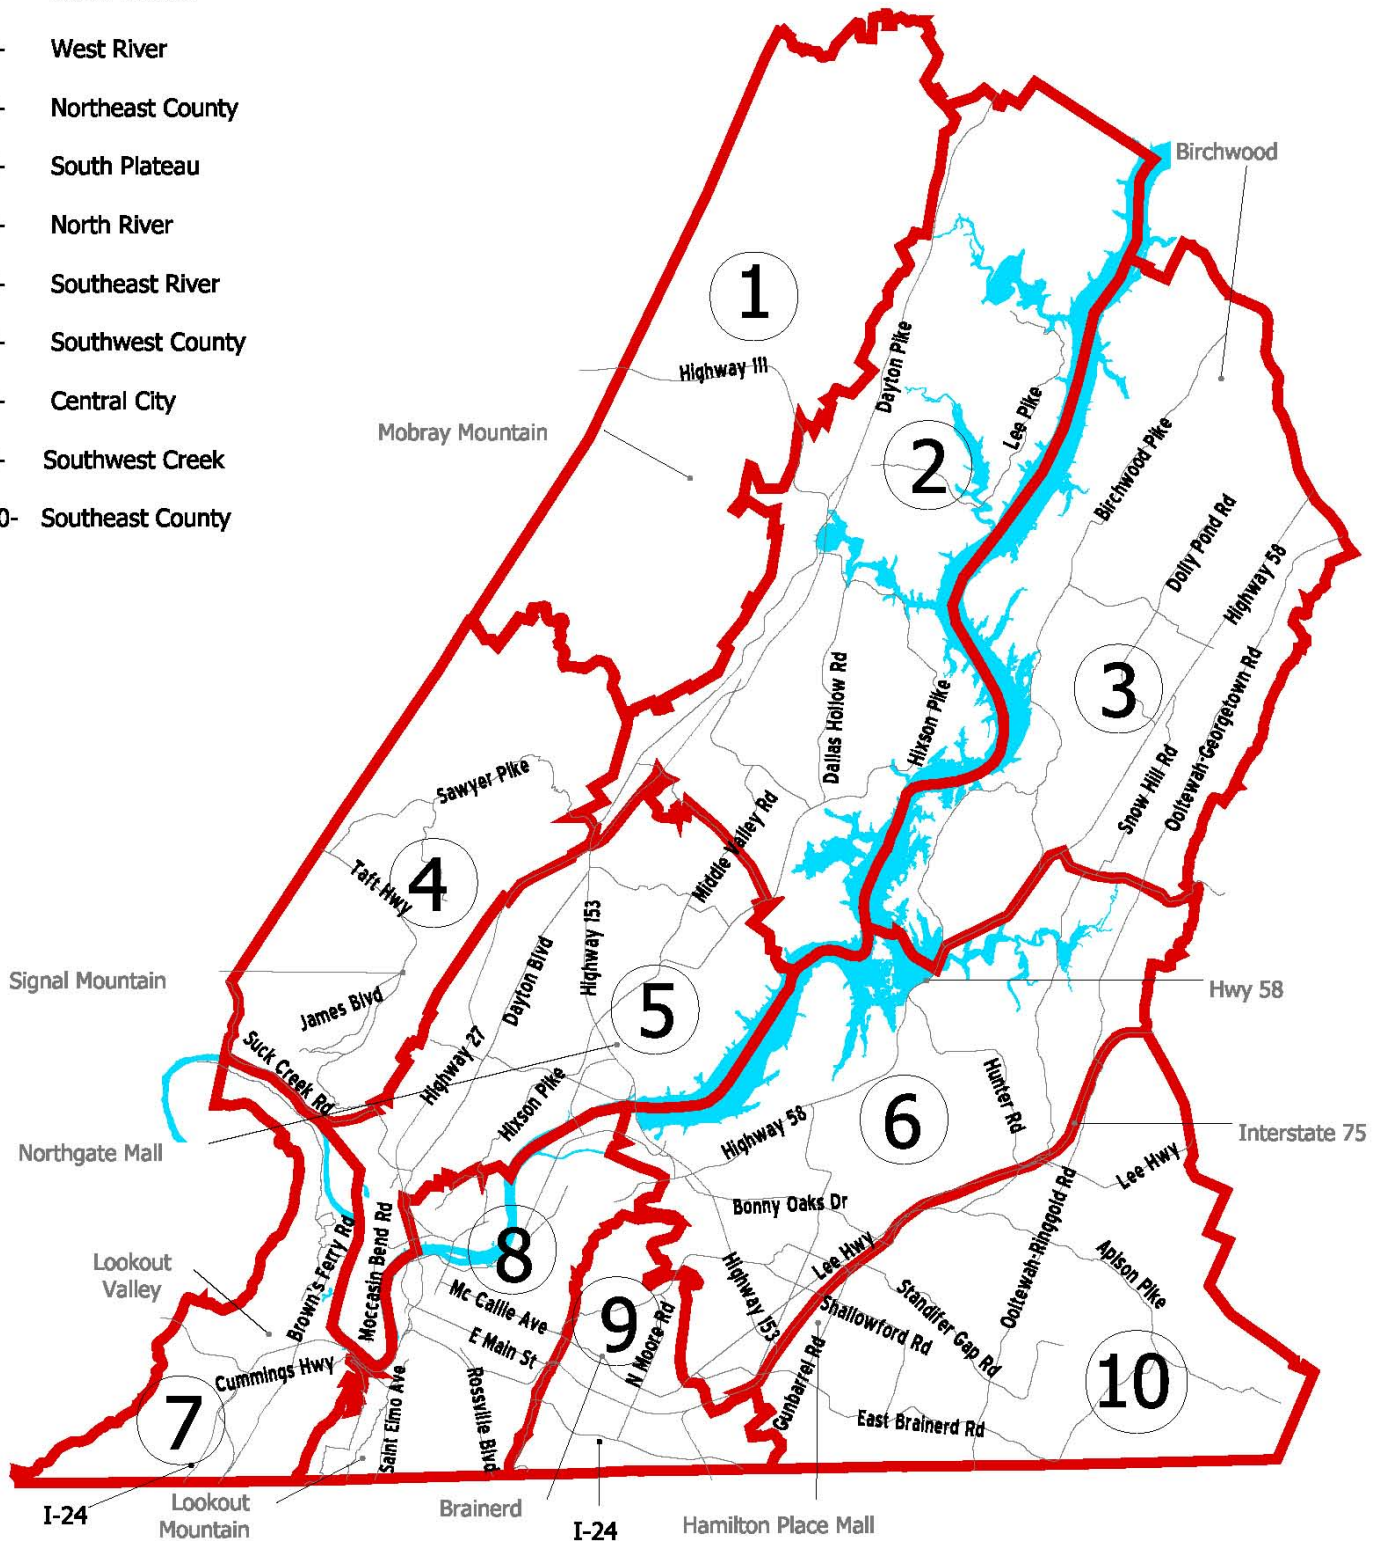 - West River
- Northeast County
- South Plateau
- North River
- Southeast River
- Southwest County
- Central City
- Southwest Creek
0- Southeast County
Birchwood
1
Highway 111
Dayton Pike
Lee Pike
Mobray Mountain
2
Birchwood Pike
Dolly Pond Rd
Highway 58
3
Dallas Hollow Rd
Hixson Pike
Ooltewah-Georgetown Rd
Snow Hill Rd
Sawyer Pike
Middle Valley Rd
4
Taft Hwy
Highway 153
Dayton Blvd
Signal Mountain
James Blvd
5
Hwy 58
Suck Creek Rd
Highway 27
Hixson Pike
Hunter Rd
6
Highway 58
Interstate 75
Northgate Mall
Lee Hwy
Ooltewah-Ringgold Rd
Bonny Oaks Dr
Brown's Ferry Rd
Moccasin Bend Rd
8
Lookout
Valley
Mc Callie Ave
Highway 153
Lee Hwy
Apison Pike
Standifer Gap Rd
Shallowford Rd
9
E Main St
N Moore Rd
Cummings Hwy
7
Saint Elmo Ave
Rossville Blvd
Gunbarrel Rd
East Brainerd Rd
10
I-24
Lookout
Mountain
Brainerd
I-24
Hamilton Place Mall